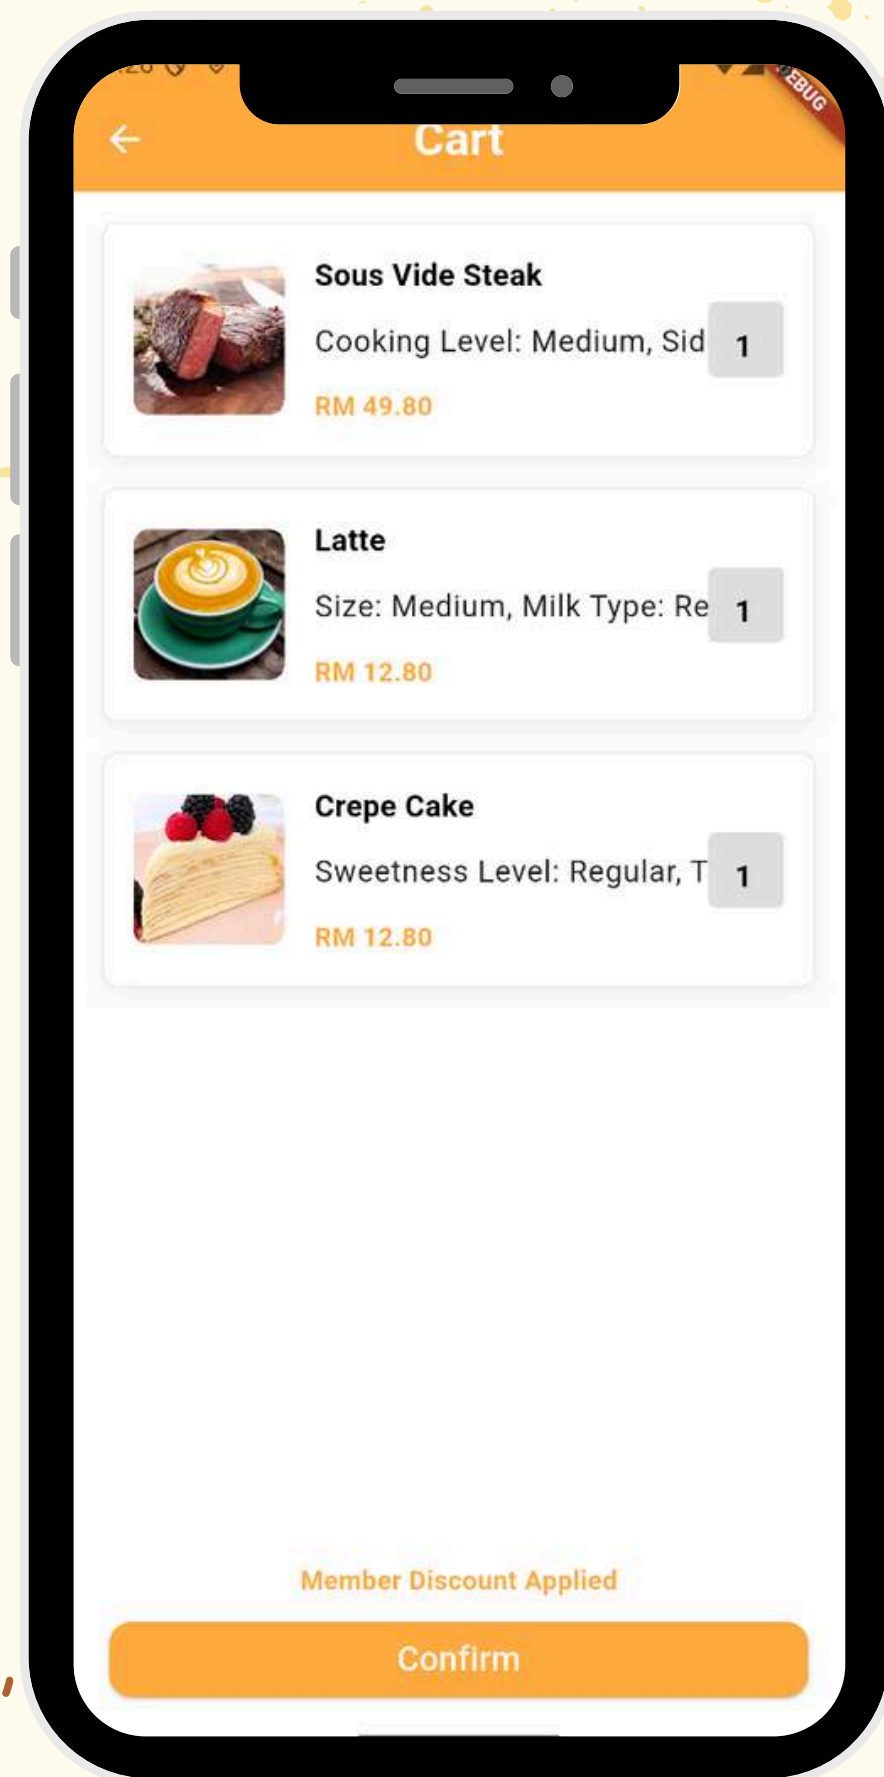 Cart
Sous Vide Steak
Cooking Level: Medium, Sid
1
RM 49.80
Latte
Size: Medium, Milk Type: Re
1
RM 12.80
Crepe Cake
Sweetness Level: Regular, T
1
RM 12.80
Member Discount Applied
Confirm